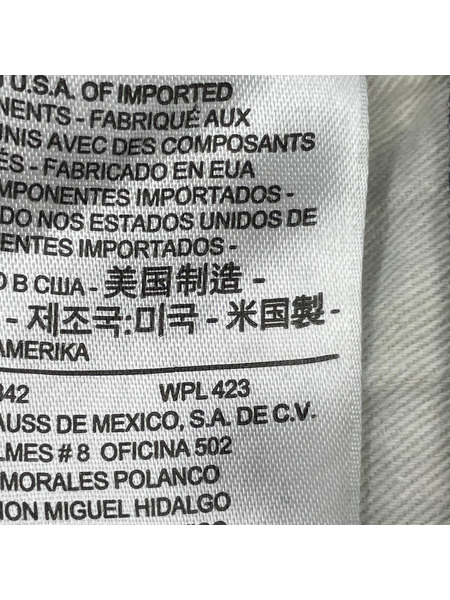 U.S.A. OF IMPORTED
NENTS - FABRIQUÉ AUX
UNIS AVEC DES COMPOSANTS
ÉS - FABRICADO EN EUA
MPONENTES IMPORTADOS -
DO NOS ESTADOS UNIDOS DE
ENTES IMPORTADOS -
O В США - 美国制造 -
- 제조국:미국 - 米国製 -
AMERIKA
342 WPL 423
AUSS DE MEXICO, S.A. DE C.V.
LMES # 8 OFICINA 502
MORALES POLANCO
ION MIGUEL HIDALGO